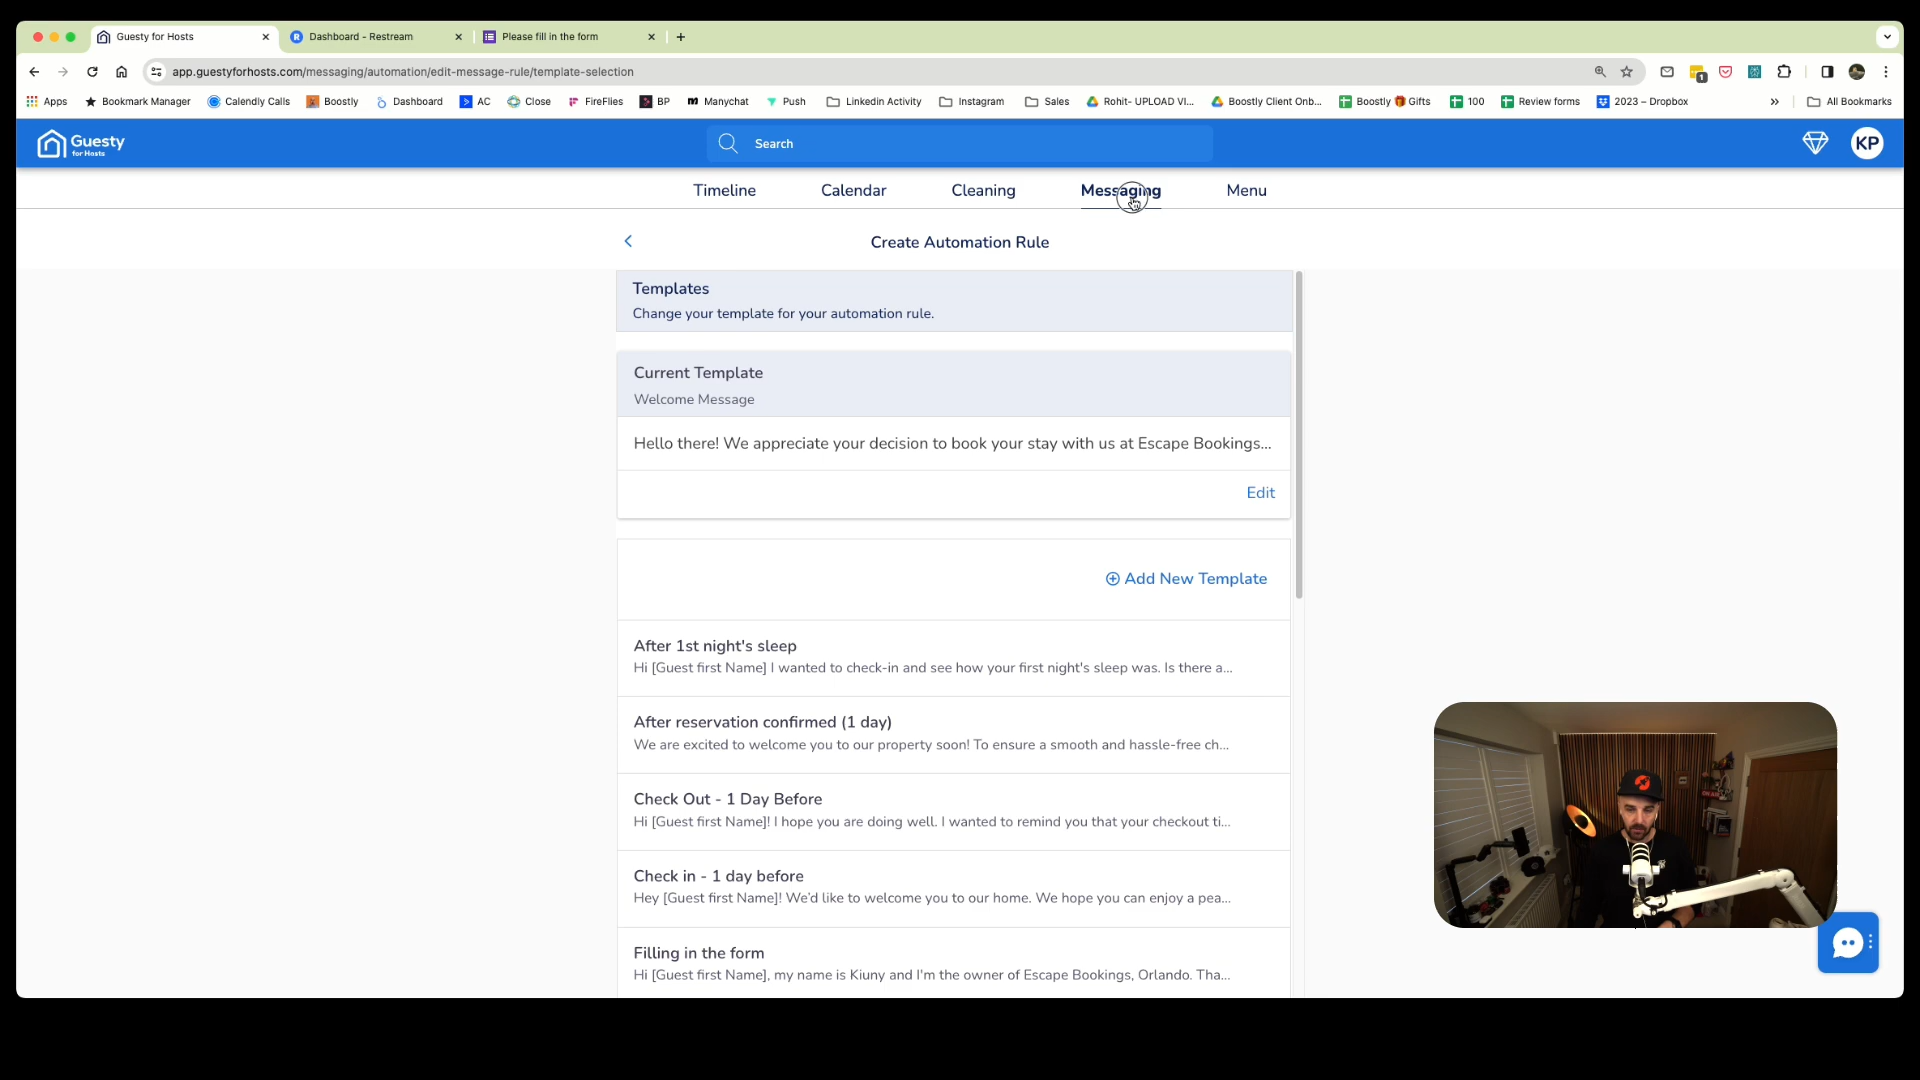 Guesty for Hosts
Dashboard - Restream
Please fill in the form
app.guestyforhosts.com/messaging/automation/edit-message-rule/template-selection
1
Apps
Bookmark Manager
Calendly Calls
Boostly
Dashboard
AC
Close
FireFlies
BP
Manychat
Push
Linkedin Activity
Instagram
Sales
Rohit- UPLOAD VI...
Boostly Client Onb...
Boostly 🎁 Gifts
100
Review forms
2023 – Dropbox
»
All Bookmarks
Guesty
for Hosts
Search
KP
Timeline
Calendar
Cleaning
Messaging
Menu
Create Automation Rule
Templates
Change your template for your automation rule.
Current Template
Welcome Message
Hello there! We appreciate your decision to book your stay with us at Escape Bookings...
Edit
Add New Template
After 1st night's sleep
Hi [Guest first Name] I wanted to check-in and see how your first night's sleep was. Is there a...
After reservation confirmed (1 day)
We are excited to welcome you to our property soon! To ensure a smooth and hassle-free ch...
Check Out - 1 Day Before
Hi [Guest first Name]! I hope you are doing well. I wanted to remind you that your checkout ti...
Check in - 1 day before
Hey [Guest first Name]! We'd like to welcome you to our home. We hope you can enjoy a pea...
Filling in the form
Hi [Guest first Name], my name is Kiuny and I'm the owner of Escape Bookings, Orlando. Tha...